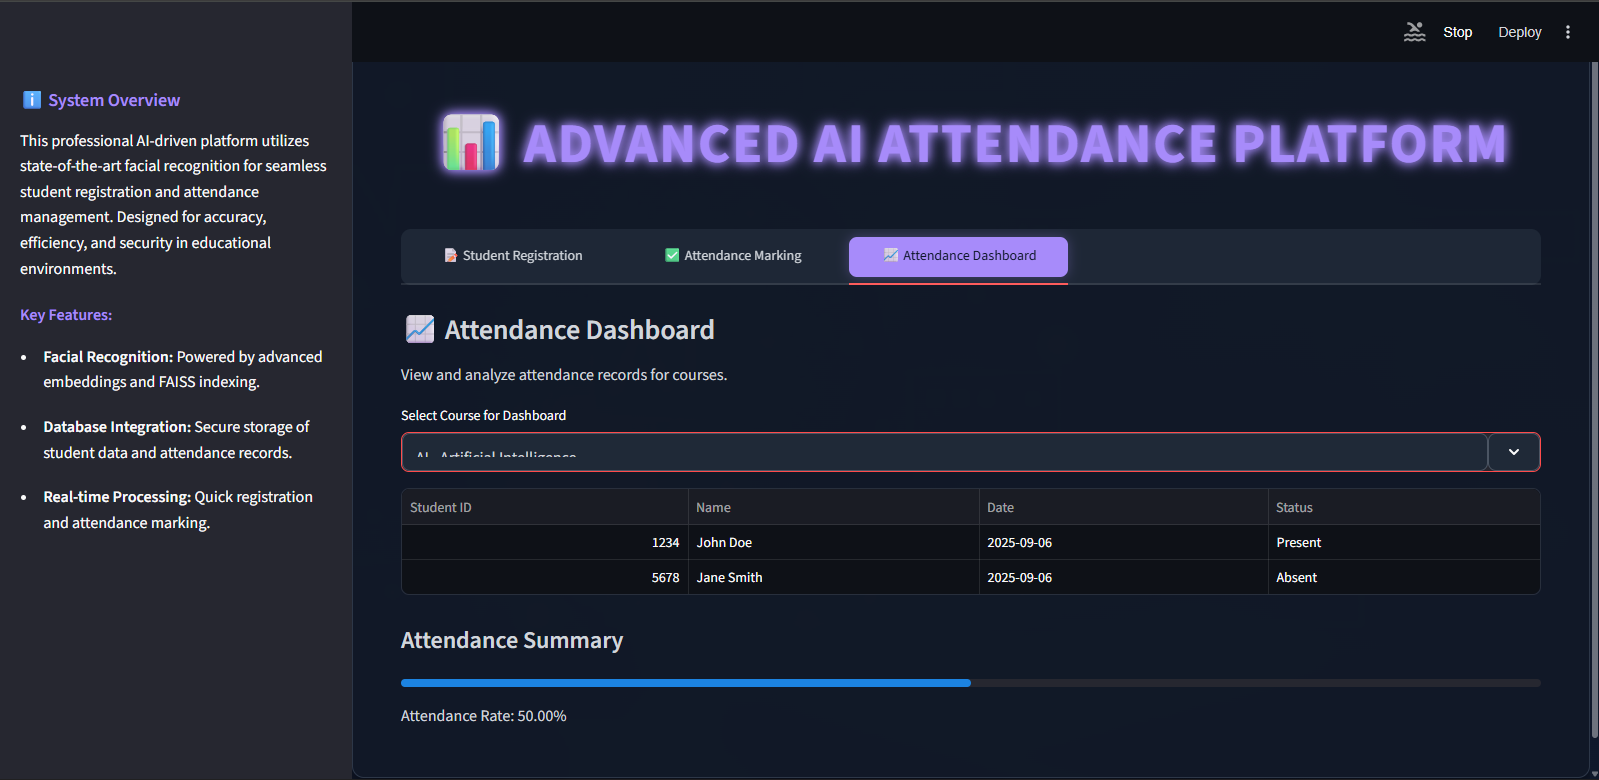 Stop Deploy
System Overview
This professional AI-driven platform utilizes
state-of-the-art facial recognition for seamless
student registration and attendance
management. Designed for accuracy,
efficiency, and security in educational
environments.
Key Features:
• Facial Recognition: Powered by advanced
embeddings and FAISS indexing.
• Database Integration: Secure storage of
student data and attendance records.
• Real-time Processing: Quick registration
and attendance marking.
ADVANCED AI ATTENDANCE PLATFORM
Student Registration Attendance Marking Attendance Dashboard
Attendance Dashboard
View and analyze attendance records for courses.
Select Course for Dashboard
AI - Artificial Intelligence
Student ID Name Date Status
1234 John Doe 2025-09-06 Present
5678 Jane Smith 2025-09-06 Absent
Attendance Summary
Attendance Rate: 50.00%